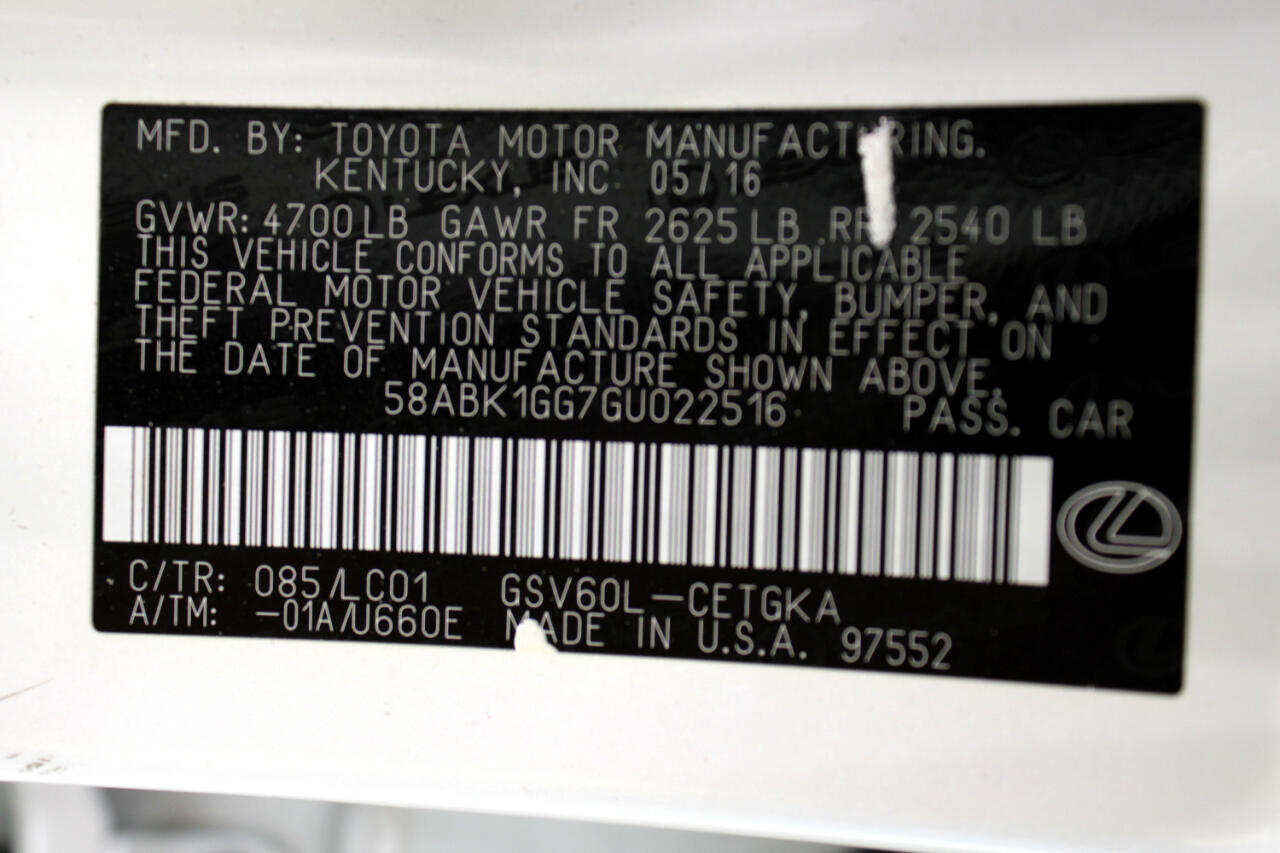 MFD. BY: TOYOTA MOTOR MANUFACTURING.
KENTUCKY, INC 05/16
GVWR: 4700LB GAWR FR 2625LB RR 2540 LB
THIS VEHICLE CONFORMS TO ALL APPLICABLE
FEDERAL MOTOR VEHICLE SAFETY, BUMPER, AND
THEFT PREVENTION STANDARDS IN EFFECT ON
THE DATE OF MANUFACTURE SHOWN ABOVE.
58ABK1GG7GU022516 PASS. CAR
C/TR: 085/LC01 GSV60L-CETGKA
A/TM: -01A/U660E MADE IN U.S.A. 97552